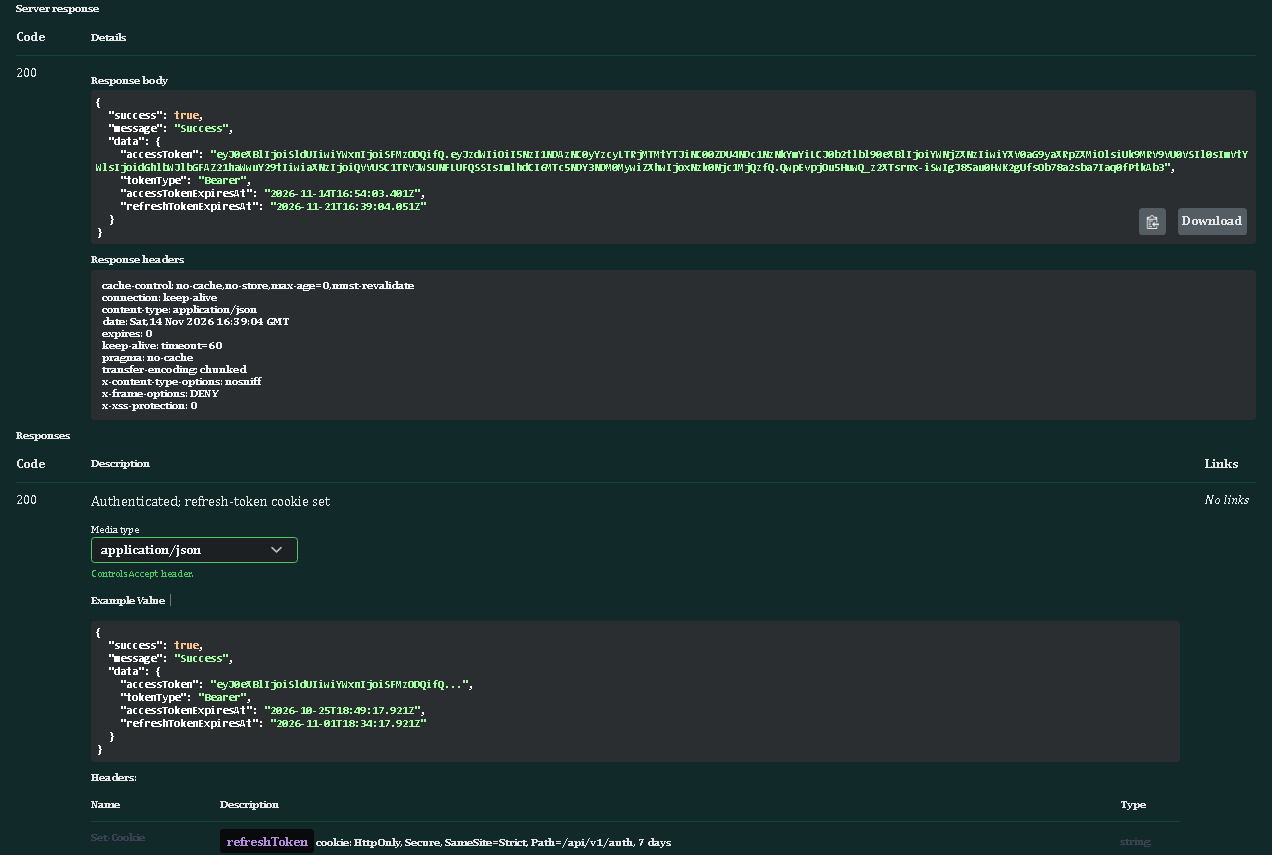 Server response
Code Details
200
Response body
{
"success": true,
"message": "Success",
"data": {
"accessToken":
"tokenType": "Bearer",
"accessTokenExpiresAt": "2026-11-14T16:54:03.401Z",
"refreshTokenExpiresAt": "2026-11-21T16:39:04.051Z"
}
}
Download
Response headers
cache-control: no-cache,no-store,max-age=0,must-revalidate
connection: keep-alive
content-type: application/json
date: Sat,14 Nov 2026 16:39:04 GMT
expires: 0
keep-alive: timeout=60
pragma: no-cache
transfer-encoding: chunked
x-content-type-options: nosniff
x-frame-options: DENY
x-xss-protection: 0
Responses
Code Description Links
200 Authenticated; refresh-token cookie set No links
Media type
application/json
Controls Accept header.
Example Value
{
"success": true,
"message": "Success",
"data": {
"accessToken": "eyJ0eXBlIjoiSldUIiwiYWxnIjoiSFMzODQifQ...",
"tokenType": "Bearer",
"accessTokenExpiresAt": "2026-10-25T18:49:17.921Z",
"refreshTokenExpiresAt": "2026-11-01T18:34:17.921Z"
}
}
Headers:
Name Description Type
Set-Cookie refreshToken cookie: HttpOnly, Secure, SameSite=Strict, Path=/api/v1/auth, 7 days string